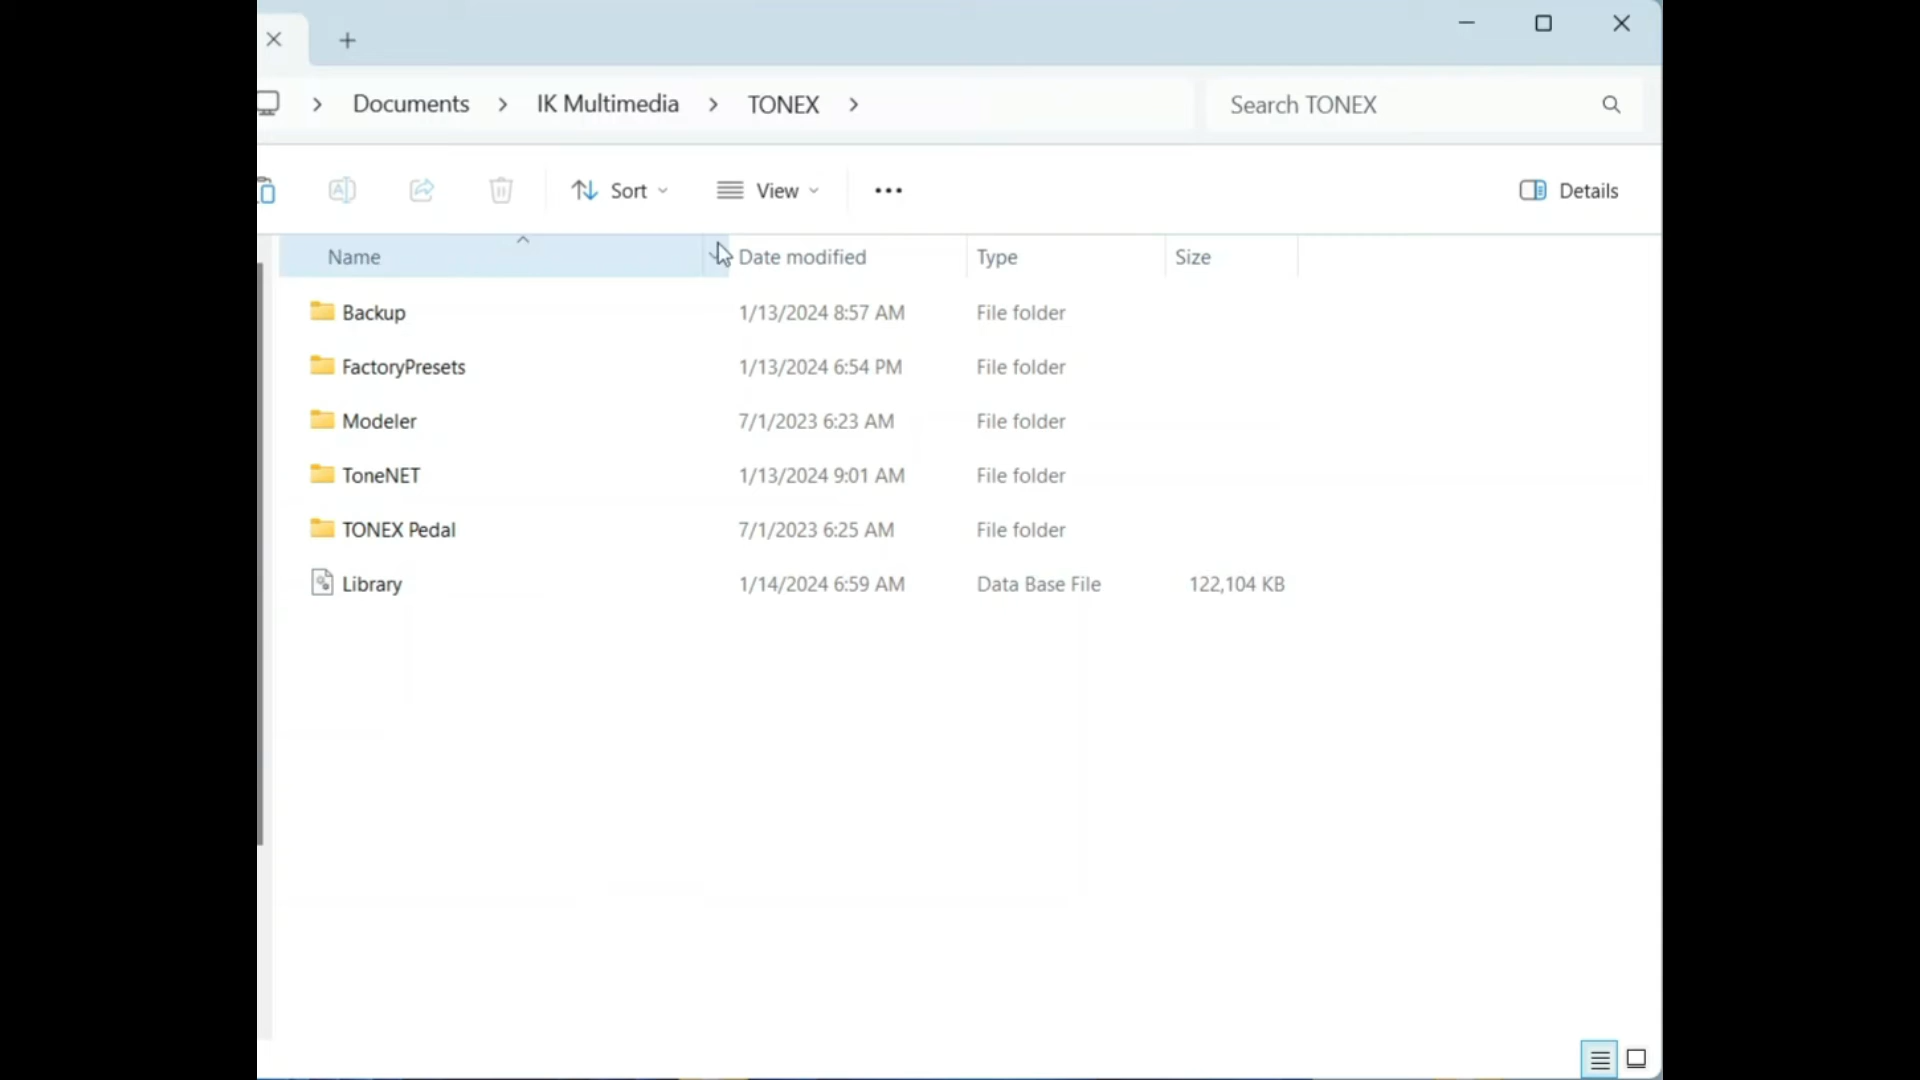 Documents > IK Multimedia > TONEX >
Search TONEX
Sort
View
Details
Name Date modified Type Size
Backup 1/13/2024 8:57 AM File folder
FactoryPresets 1/13/2024 6:54 PM File folder
Modeler 7/1/2023 6:23 AM File folder
ToneNET 1/13/2024 9:01 AM File folder
TONEX Pedal 7/1/2023 6:25 AM File folder
Library 1/14/2024 6:59 AM Data Base File 122,104 KB